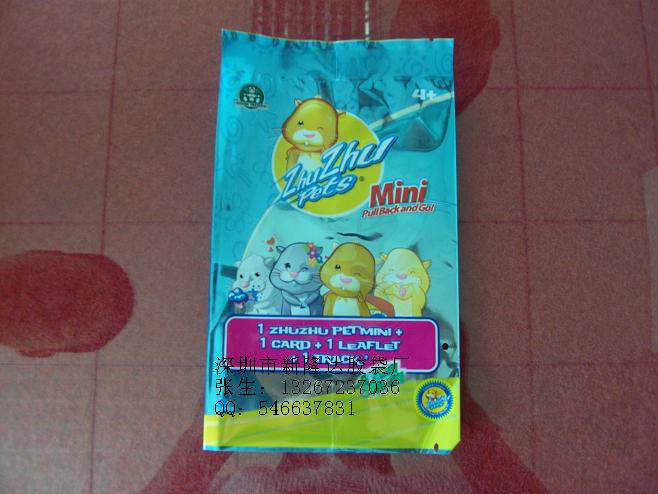 4+
ZhuZhu
Pets®
Mini
Pull Back and Go!
1 ZHUZHU PET MINI +
1 CARD + 1 LEAFLET
深圳市新隆达胶袋厂
张生: 13267237036
QQ: 546637831